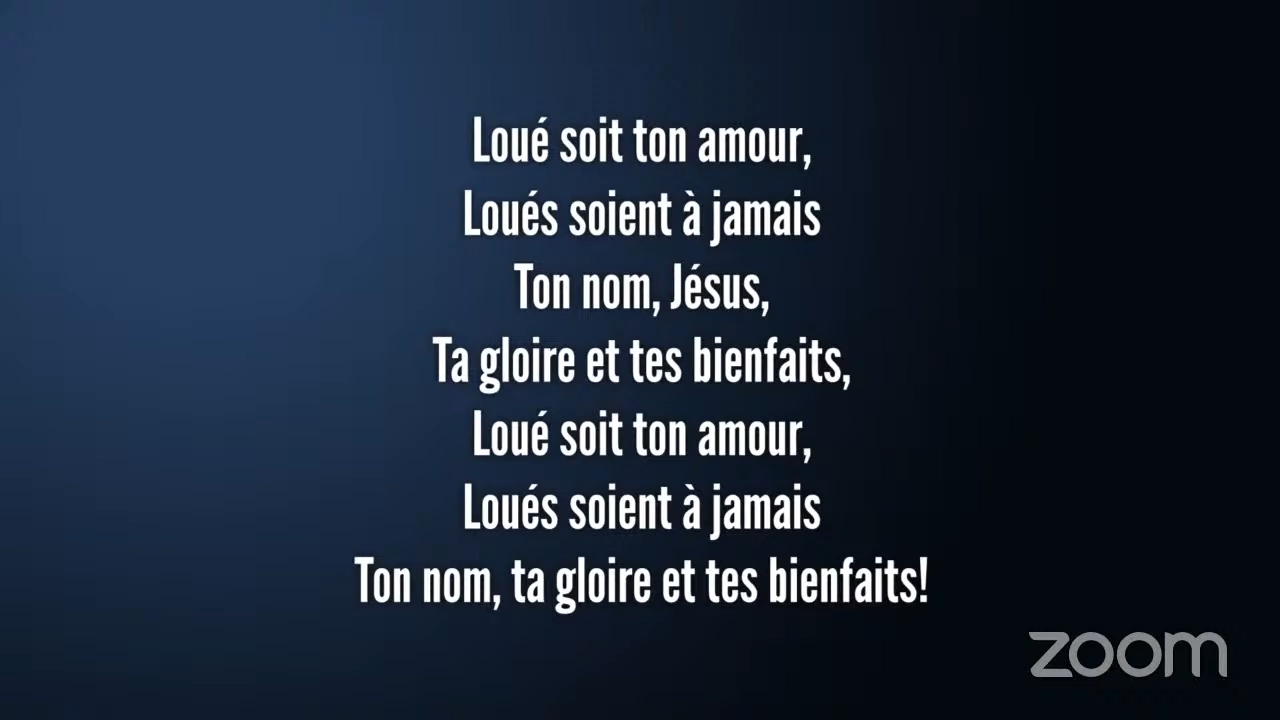 Loué soit ton amour,
Loués soient à jamais
Ton nom, Jésus,
Ta gloire et tes bienfaits,
Loué soit ton amour,
Loués soient à jamais
Ton nom, ta gloire et tes bienfaits!
zoom